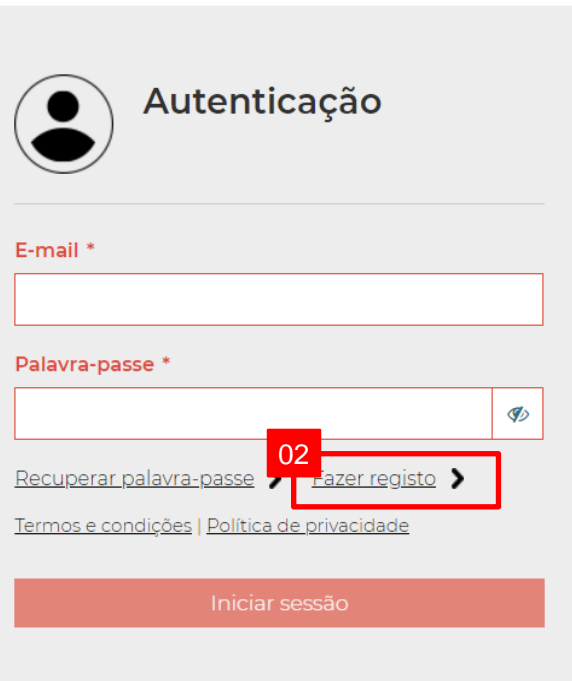 Autenticação
E-mail *
Palavra-passe *
02
Recuperar palavra-passe Fazer registo
Termos e condições | Política de privacidade
Iniciar sessão